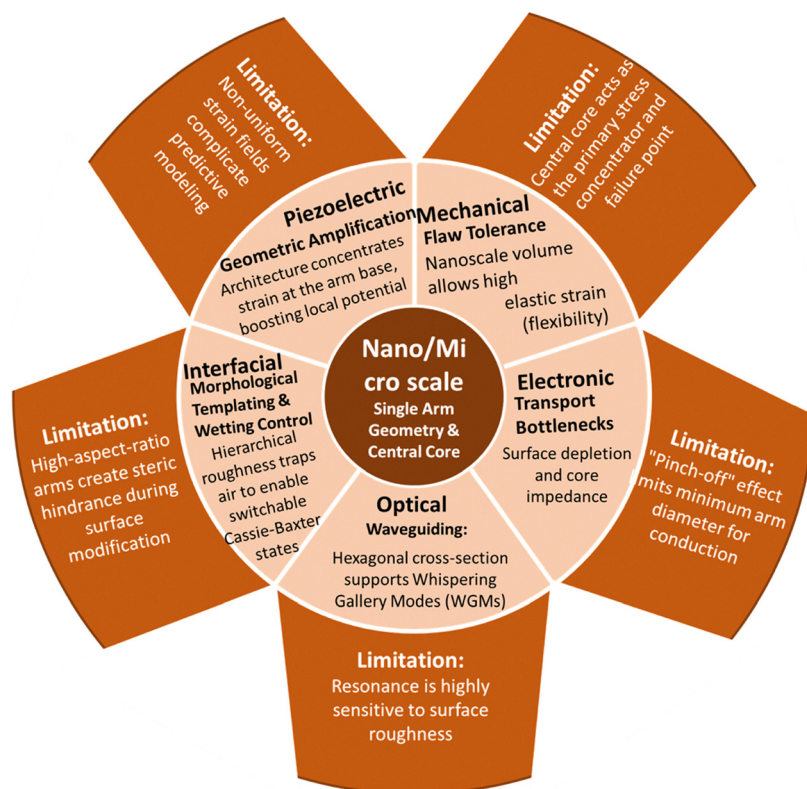 Limitation:
Non-uniform
strain fields
complicate
predictive
modeling
Limitation:
Central core acts as
the primary stress
concentrator and
failure point
Piezoelectric
Geometric Amplification
Architecture concentrates
strain at the arm base,
boosting local potential
Mechanical
Flaw Tolerance
Nanoscale volume
allows high
elastic strain
(flexibility)
Nano/Mi
cro scale
Single Arm
Geometry &
Central Core
Interfacial
Morphological
Templating &
Wetting Control
Hierarchical
roughness traps
air to enable
switchable
Cassie-Baxter
states
Electronic
Transport
Bottlenecks
Surface depletion
and core
impedance
Limitation:
High-aspect-ratio
arms create steric
hindrance during
surface
modification
Limitation:
"Pinch-off" effect
limits minimum arm
diameter for
conduction
Optical
Waveguiding:
Hexagonal cross-section
supports Whispering
Gallery Modes (WGMs)
Limitation:
Resonance is highly
sensitive to surface
roughness